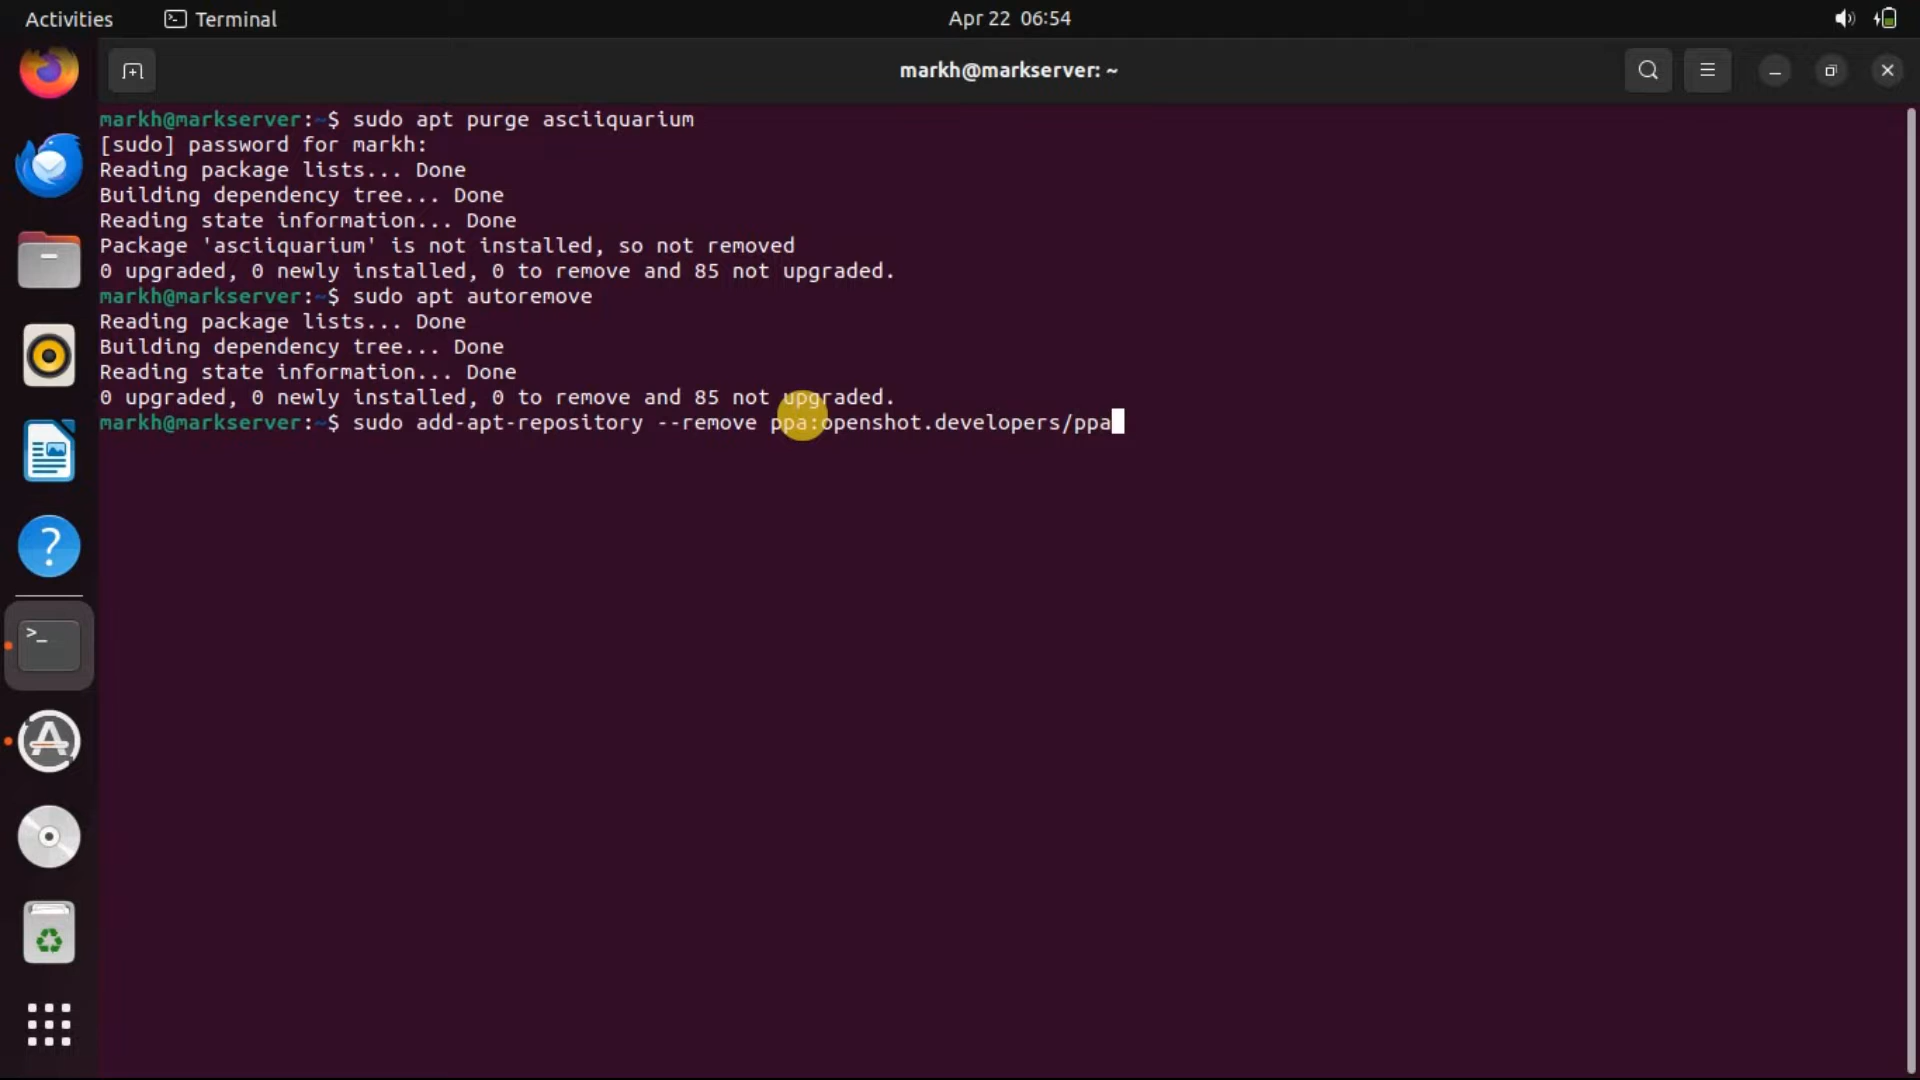 Activities Terminal Apr 22 06:54
markh@markserver: ~
markh@markserver:~$ sudo apt purge asciiquarium
[sudo] password for markh:
Reading package lists... Done
Building dependency tree... Done
Reading state information... Done
Package 'asciiquarium' is not installed, so not removed
0 upgraded, 0 newly installed, 0 to remove and 85 not upgraded.
markh@markserver:~$ sudo apt autoremove
Reading package lists... Done
Building dependency tree... Done
Reading state information... Done
0 upgraded, 0 newly installed, 0 to remove and 85 not upgraded.
markh@markserver:~$ sudo add-apt-repository --remove ppa:openshot.developers/ppa